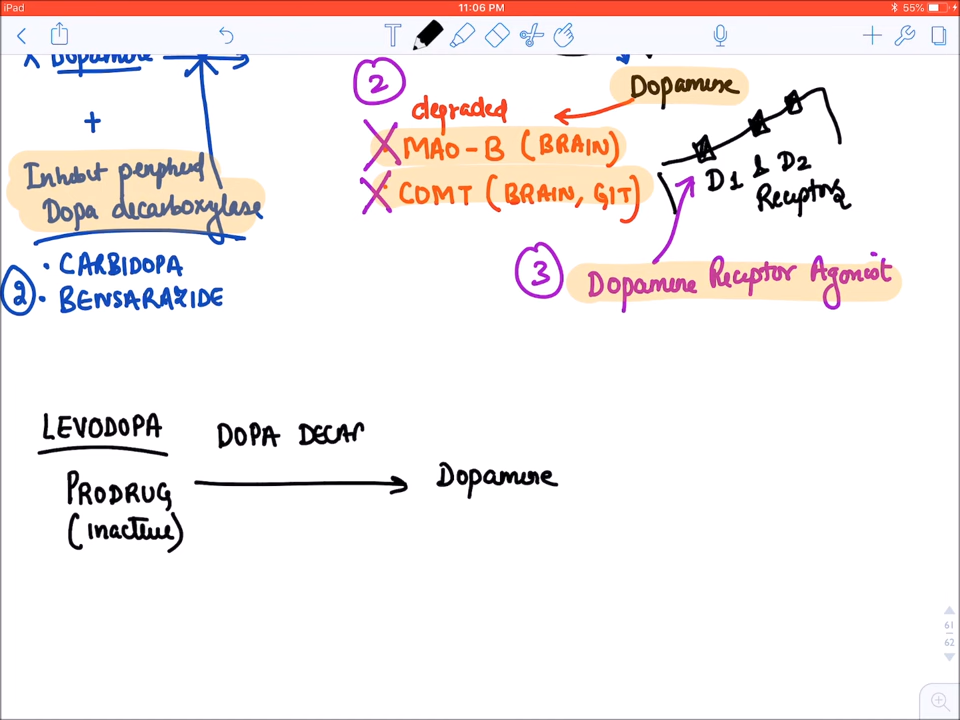 iPad
11:06 PM
55%
T
X Dopamine
+
Inhibit peripheral
Dopa decarboxylase
· CARBIDOPA
2 · BENSARAZIDE
2
degraded
X MAO-B (BRAIN)
X COMT (BRAIN, GIT)
Dopamine
D1 & D2
Receptors
3 Dopamine Receptor Agonist
LEVODOPA
DOPA DECAR
PRODRUG
(inactive)
Dopamine
61
62